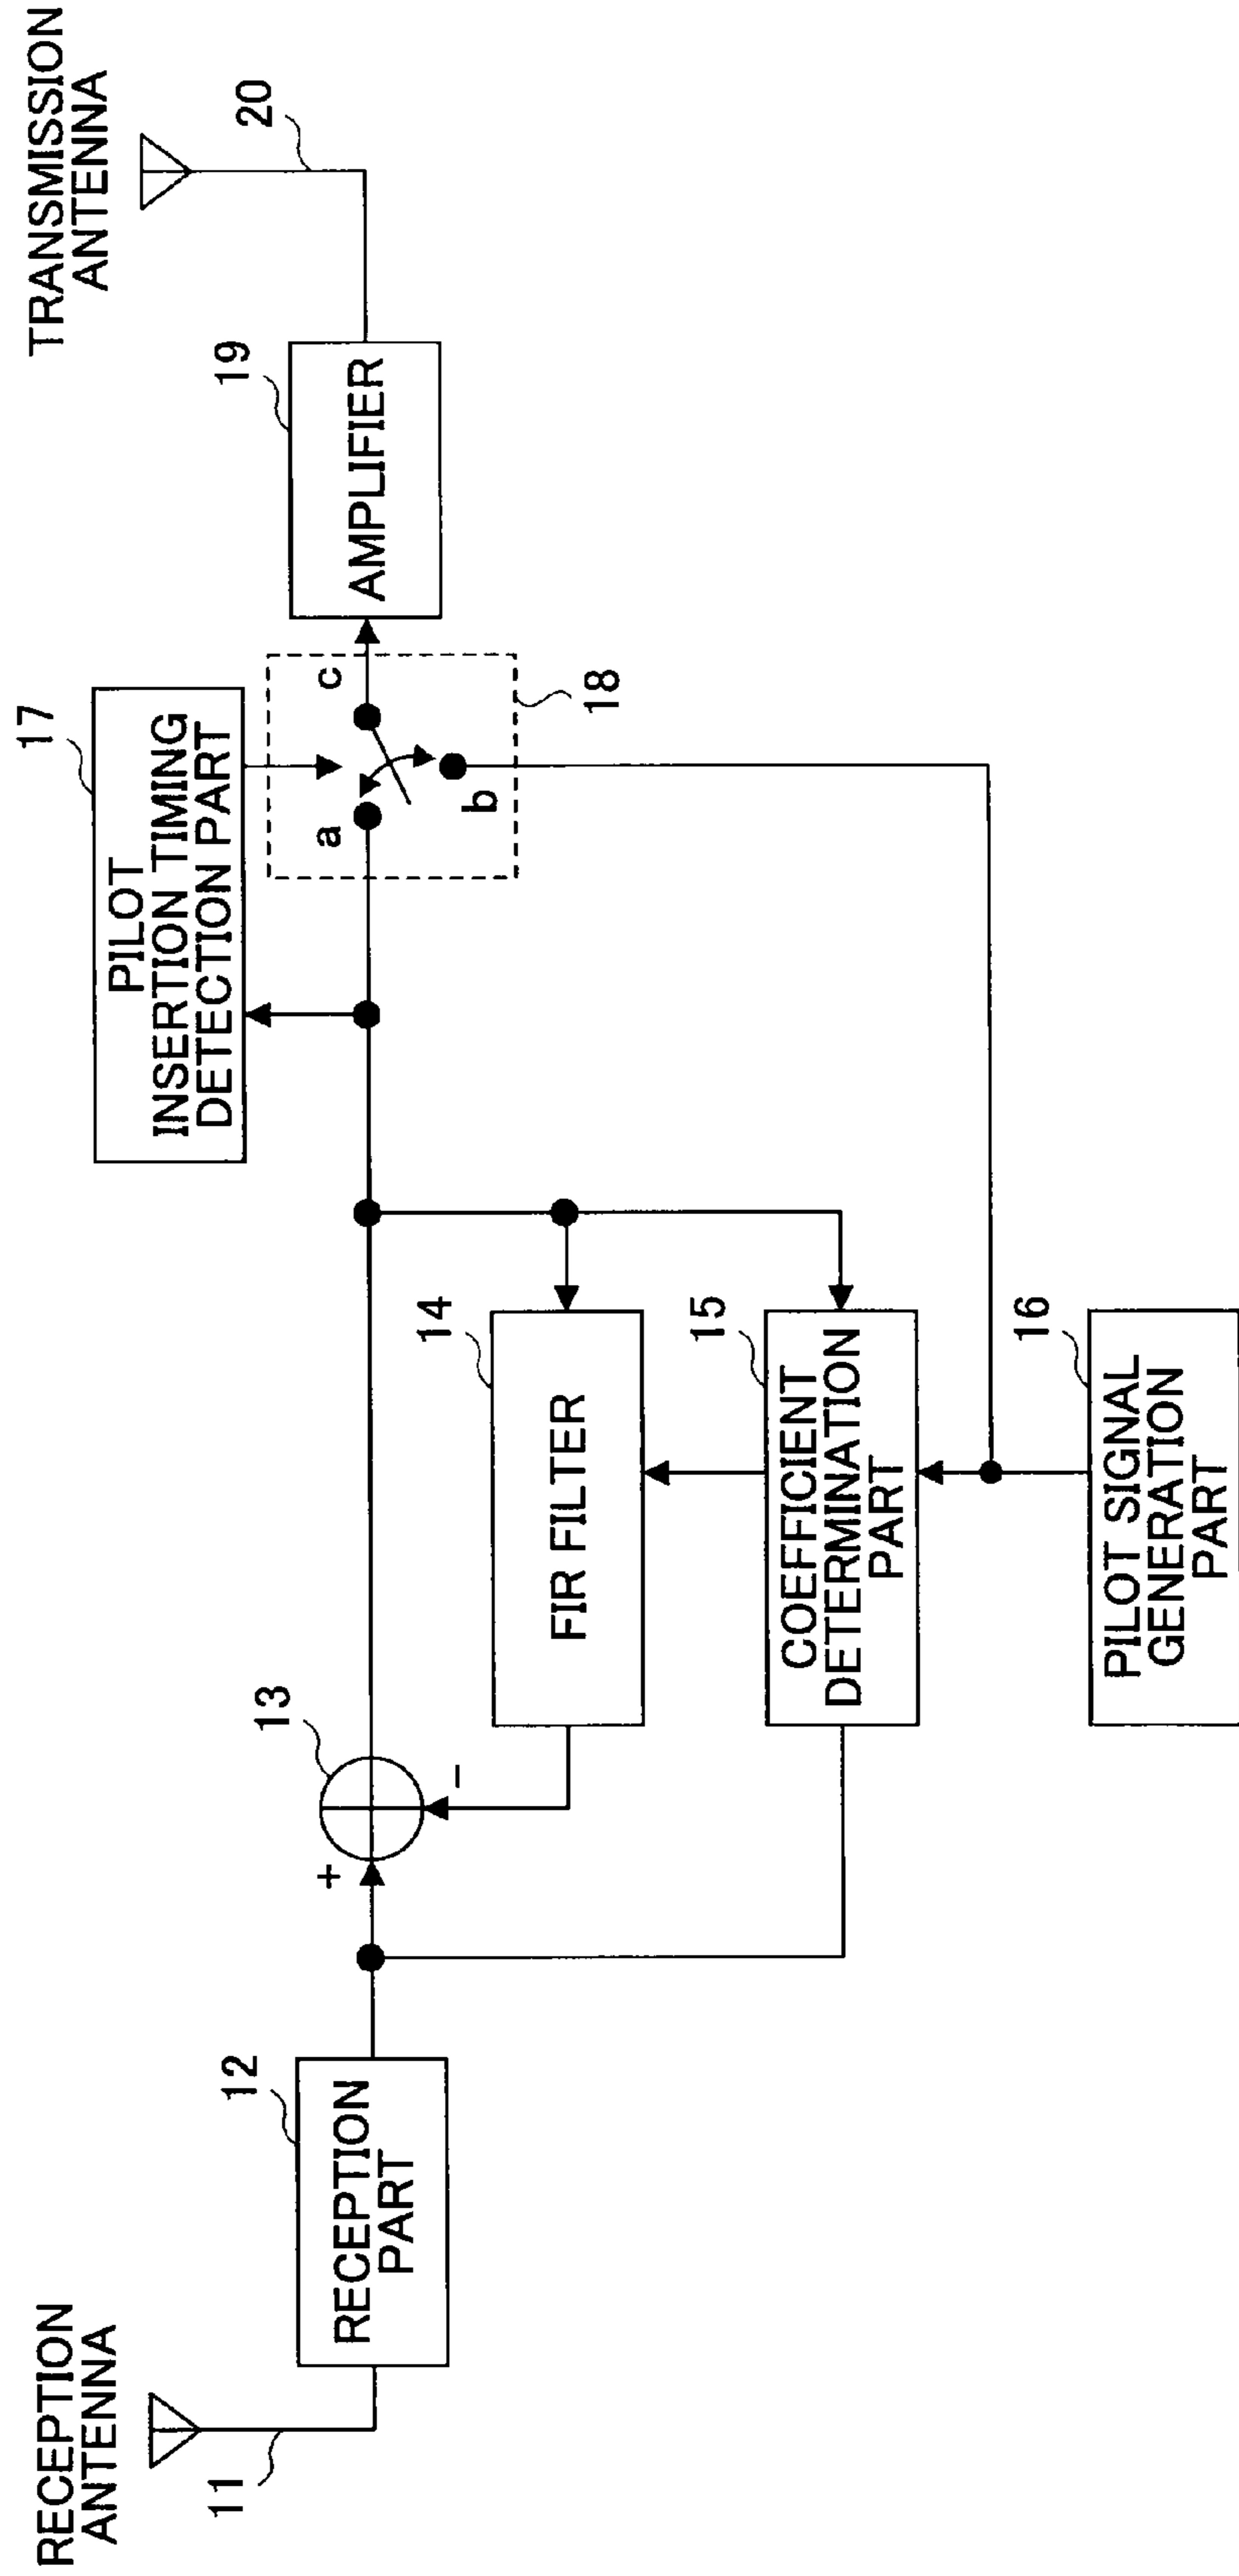 RECEPTION
ANTENNA
11
12
RECEPTION
PART
+
13
−
14
FIR FILTER
15
COEFFICIENT
DETERMINATION
PART
16
PILOT SIGNAL
GENERATION
PART
17
PILOT
INSERTION TIMING
DETECTION PART
a
b
c
18
19
AMPLIFIER
20
TRANSMISSION
ANTENNA